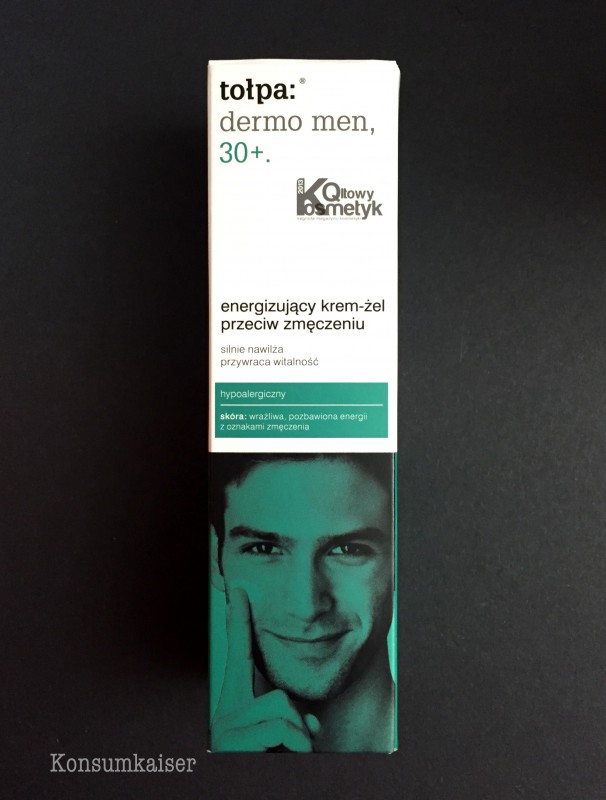 tołpa:®
dermo men,
30+.
2013
Qltowy
Kosmetyk
energizujący krem-żel
przeciw zmęczeniu
silnie nawilża
przywraca witalność
hypoalergiczny
skóra: wrażliwa, pozbawiona energii
z oznakami zmęczenia
Konsumkaiser